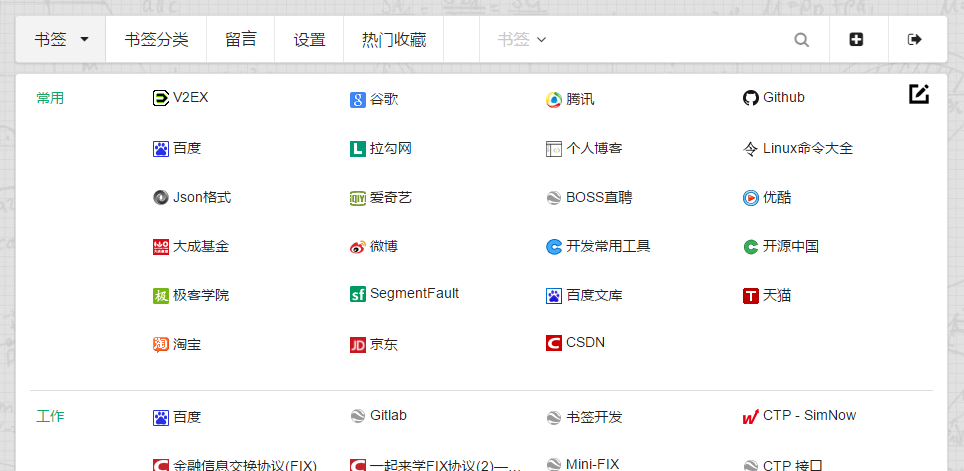 书签 书签分类 留言 设置 热门收藏 书签
常用 V2EX 谷歌 腾讯 Github
百度 拉勾网 个人博客 Linux命令大全
Json格式 爱奇艺 BOSS直聘 优酷
大成基金 微博 开发常用工具 开源中国
极客学院 SegmentFault 百度文库 天猫
淘宝 京东 CSDN
工作 百度 Gitlab 书签开发 CTP - SimNow
金融信息交换协议(FIX) 一起来学FIX协议(2)—… Mini-FIX CTP 接口